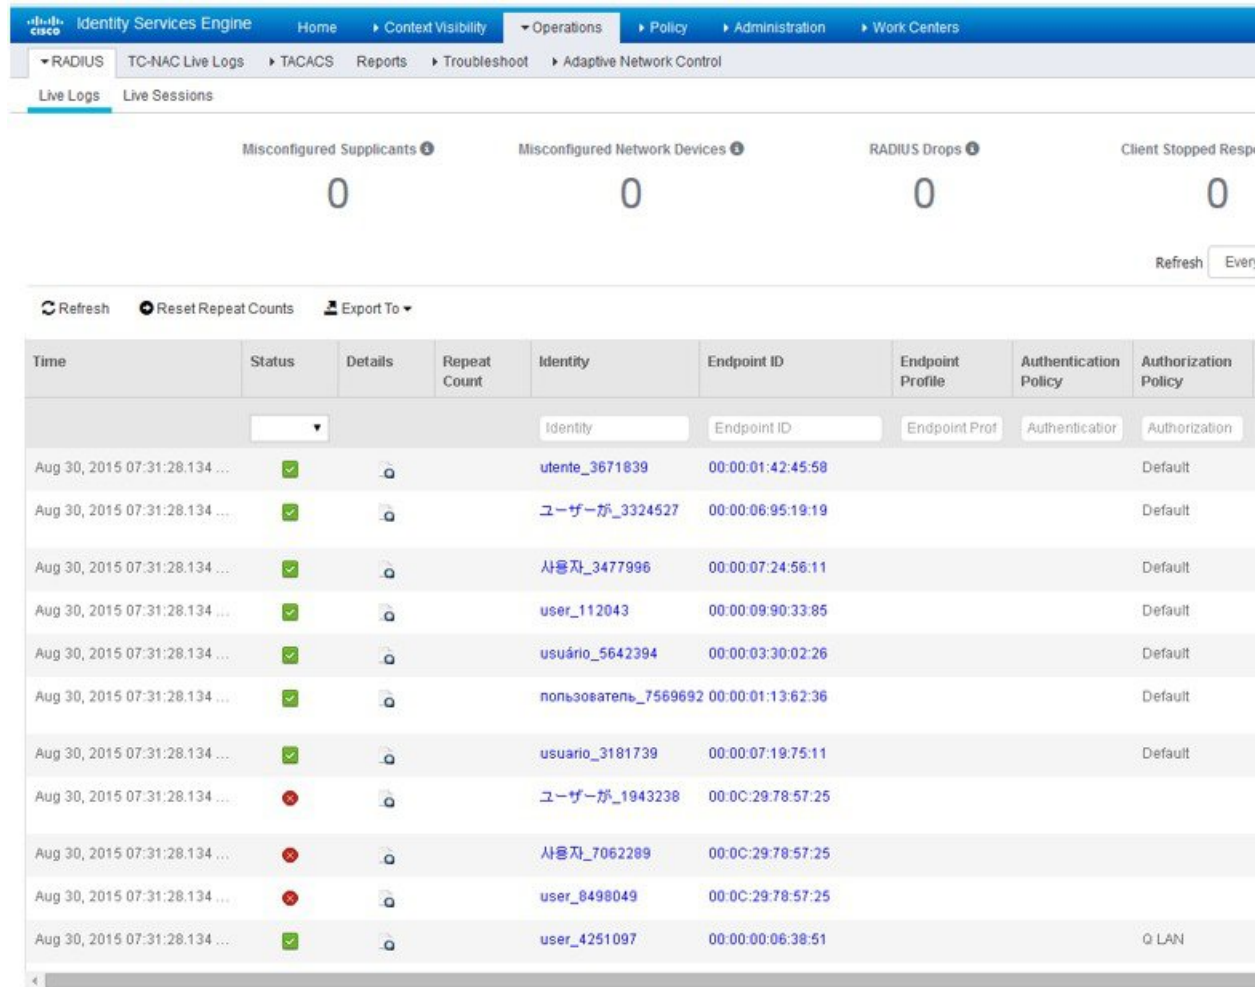 cisco Identity Services Engine Home Context Visibility Operations Policy Administration Work Centers
RADIUS TC-NAC Live Logs TACACS Reports Troubleshoot Adaptive Network Control
Live Logs Live Sessions
Misconfigured Supplicants Misconfigured Network Devices RADIUS Drops Client Stopped Resp
0 0 0 0
Refresh Every
Refresh Reset Repeat Counts Export To
Time Status Details Repeat Count Identity Endpoint ID Endpoint Profile Authentication Policy Authorization Policy
Identity Endpoint ID Endpoint Prof Authentication Authorization
Aug 30, 2015 07:31:28.134 ... utente_3671839 00:00:01:42:45:58 Default
Aug 30, 2015 07:31:28.134 ... ユーザーが_3324527 00:00:06:95:19:19 Default
Aug 30, 2015 07:31:28.134 ... 사용자_3477996 00:00:07:24:56:11 Default
Aug 30, 2015 07:31:28.134 ... user_112043 00:00:09:90:33:85 Default
Aug 30, 2015 07:31:28.134 ... usuário_5642394 00:00:03:30:02:26 Default
Aug 30, 2015 07:31:28.134 ... пользователь_7569692 00:00:01:13:62:36 Default
Aug 30, 2015 07:31:28.134 ... usuario_3181739 00:00:07:19:75:11 Default
Aug 30, 2015 07:31:28.134 ... ユーザーが_1943238 00:0C:29:78:57:25
Aug 30, 2015 07:31:28.134 ... 사용자_7062289 00:0C:29:78:57:25
Aug 30, 2015 07:31:28.134 ... user_8498049 00:0C:29:78:57:25
Aug 30, 2015 07:31:28.134 ... user_4251097 00:00:00:06:38:51 Q LAN